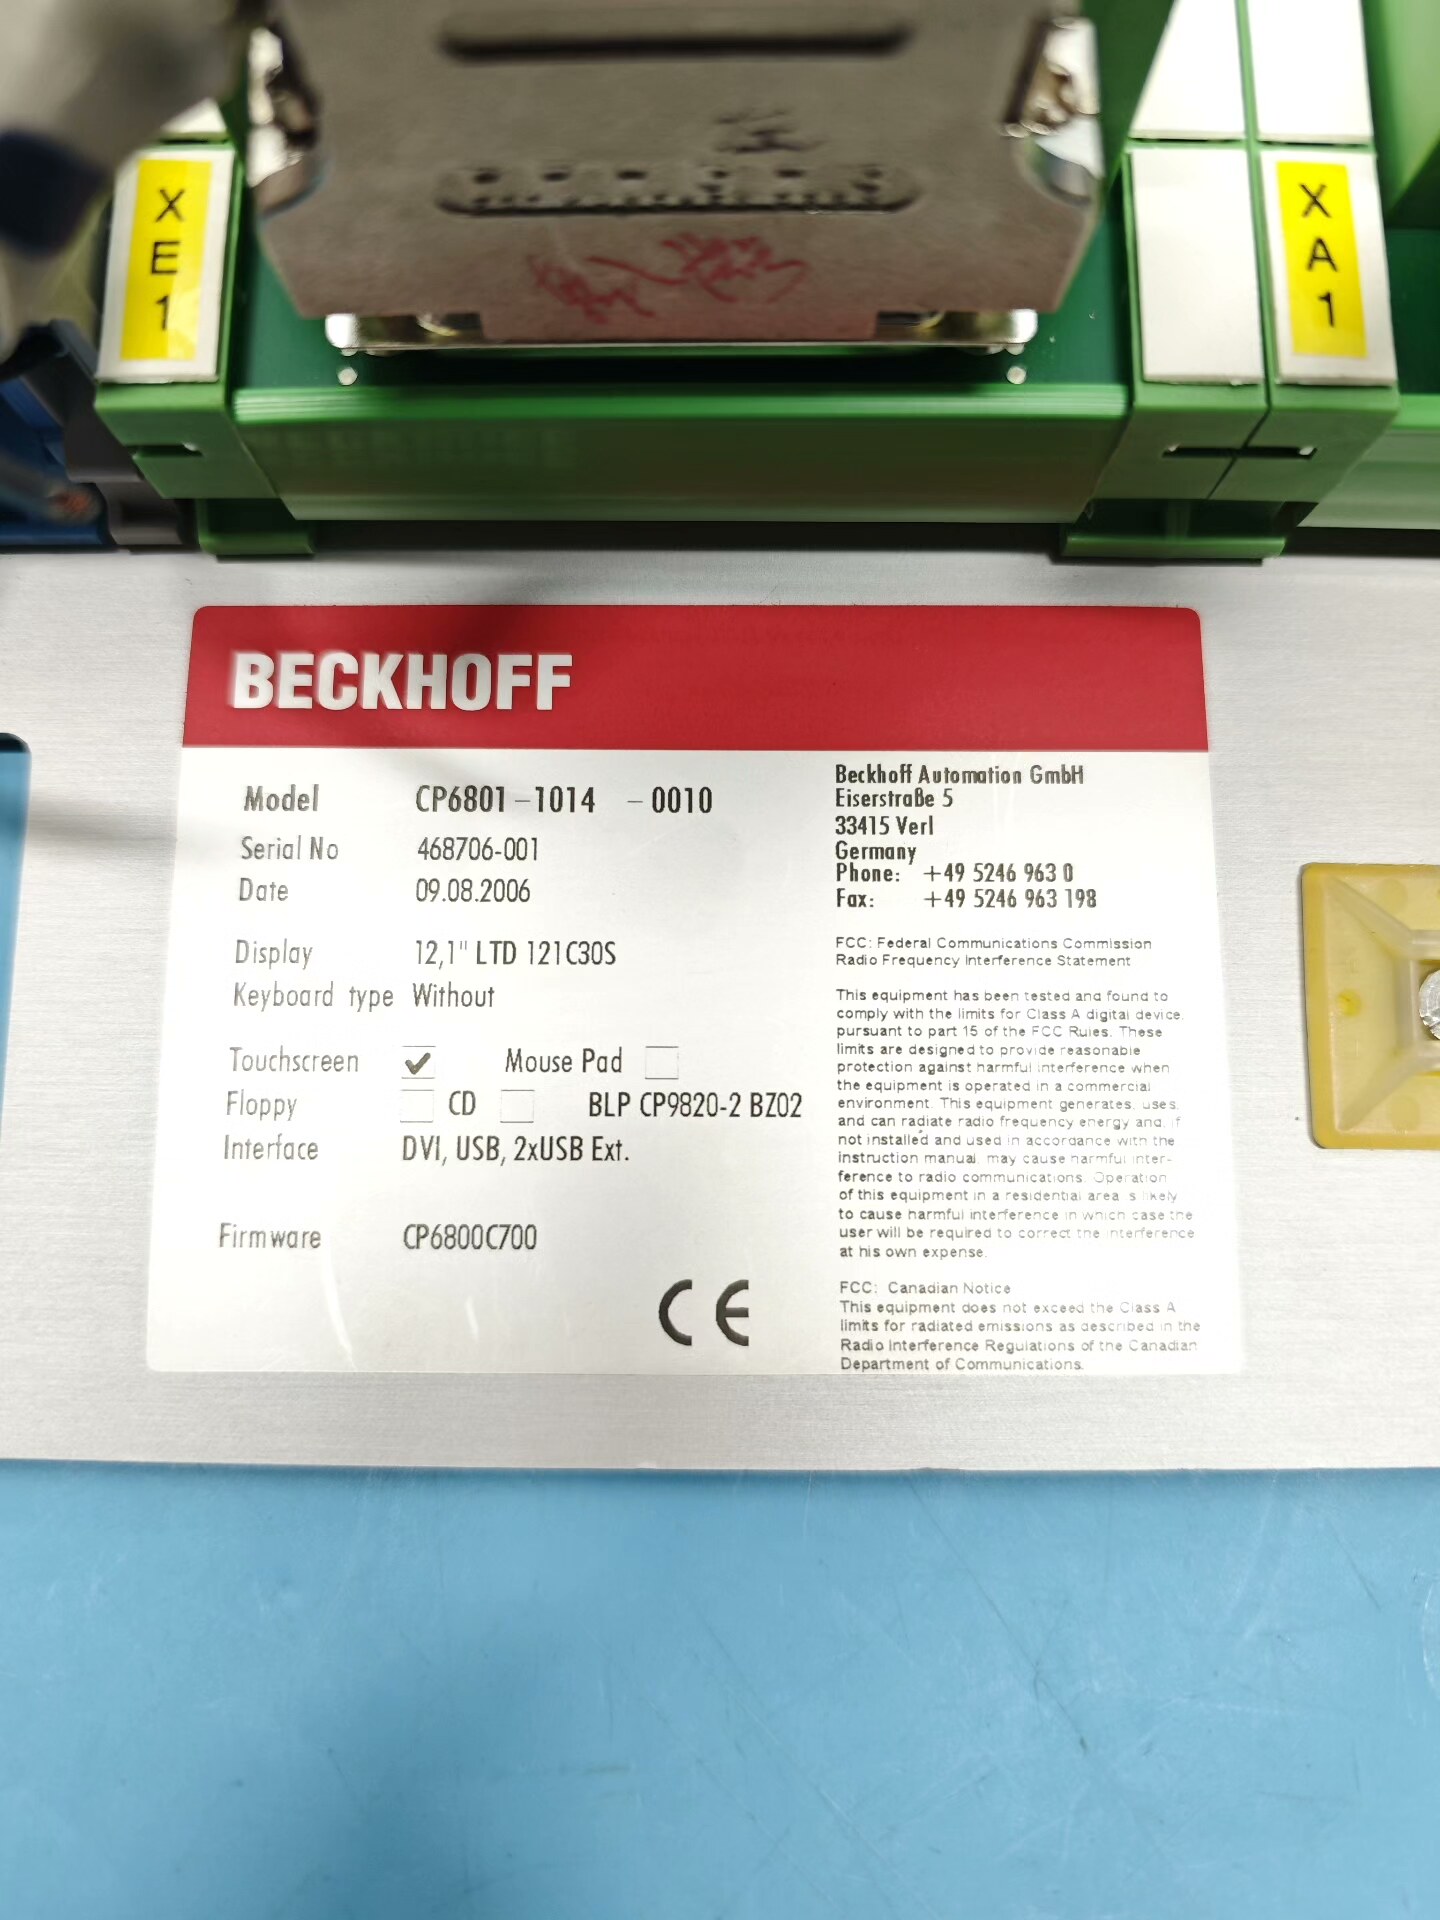 X
E
1
X
A
1
BECKHOFF
Model CP6801-1014 -0010
Serial No 468706-001
Date 09.08.2006
Display 12,1" LTD 121C30S
Keyboard type Without
Touchscreen ✓ Mouse Pad
Floppy CD BLP CP9820-2 BZ02
Interface DVI, USB, 2xUSB Ext.
Firmware CP6800C700
CE
Beckhoff Automation GmbH
Eiserstraße 5
33415 Verl
Germany
Phone: +49 5246 963 0
Fax: +49 5246 963 198
FCC: Federal Communications Commission
Radio Frequency Interference Statement
This equipment has been tested and found to
comply with the limits for Class A digital device,
pursuant to part 15 of the FCC Rules. These
limits are designed to provide reasonable
protection against harmful interference when
the equipment is operated in a commercial
environment. This equipment generates, uses,
and can radiate radio frequency energy and, if
not installed and used in accordance with the
instruction manual, may cause harmful inter-
ference to radio communications. Operation
of this equipment in a residential area is likely
to cause harmful interference in which case the
user will be required to correct the interference
at his own expense.
FCC: Canadian Notice
This equipment does not exceed the Class A
limits for radiated emissions as described in the
Radio Interference Regulations of the Canadian
Department of Communications.